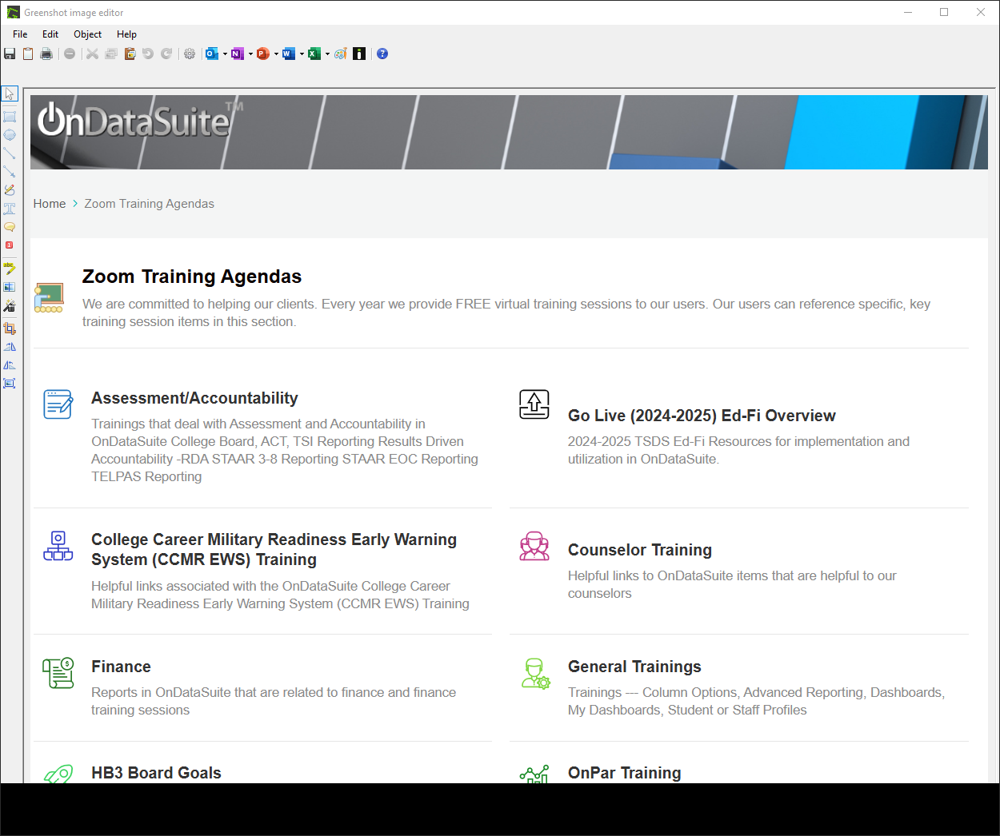 Greenshot image editor
File Edit Object Help
OnDataSuite™
Home > Zoom Training Agendas
Zoom Training Agendas
We are committed to helping our clients. Every year we provide FREE virtual training sessions to our users. Our users can reference specific, key
training session items in this section.
Assessment/Accountability
Trainings that deal with Assessment and Accountability in
OnDataSuite College Board, ACT, TSI Reporting Results Driven
Accountability -RDA STAAR 3-8 Reporting STAAR EOC Reporting
TELPAS Reporting
Go Live (2024-2025) Ed-Fi Overview
2024-2025 TSDS Ed-Fi Resources for implementation and
utilization in OnDataSuite.
College Career Military Readiness Early Warning
System (CCMR EWS) Training
Helpful links associated with the OnDataSuite College Career
Military Readiness Early Warning System (CCMR EWS) Training
Counselor Training
Helpful links to OnDataSuite items that are helpful to our
counselors
Finance
Reports in OnDataSuite that are related to finance and finance
training sessions
General Trainings
Trainings --- Column Options, Advanced Reporting, Dashboards,
My Dashboards, Student or Staff Profiles
HB3 Board Goals
OnPar Training